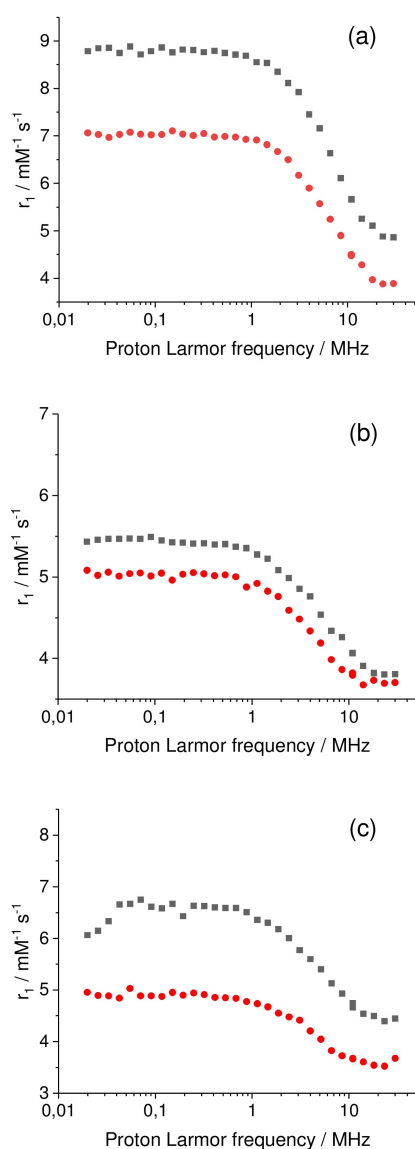 (a)
9
8
7
6
5
4
r₁ / mM⁻¹ s⁻¹
0,01 0,1 1 10
Proton Larmor frequency / MHz
(b)
7
6
5
4
r₁ / mM⁻¹ s⁻¹
0,01 0,1 1 10
Proton Larmor frequency / MHz
(c)
8
7
6
5
4
3
r₁ / mM⁻¹ s⁻¹
0,01 0,1 1 10
Proton Larmor frequency / MHz